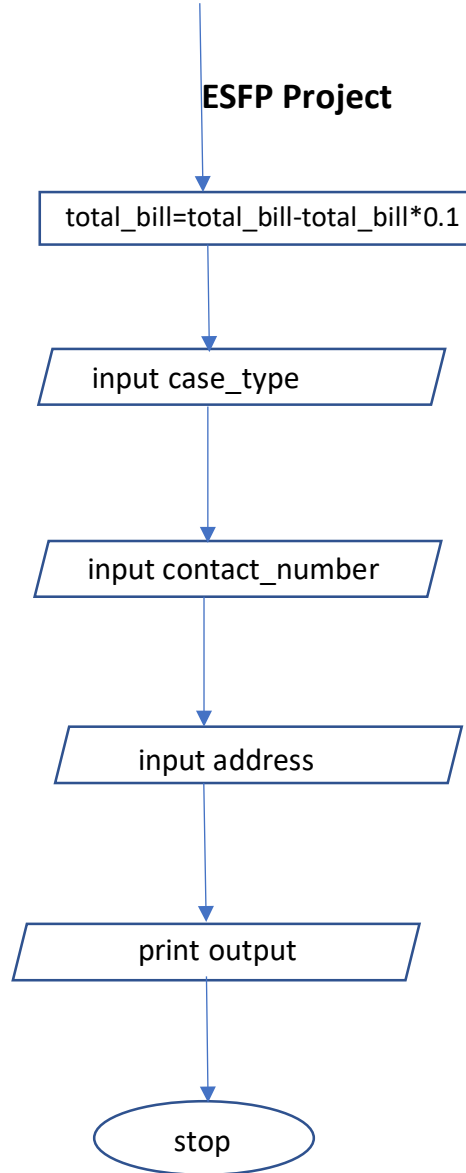 ESFP Project
total_bill=total_bill-total_bill*0.1
input case_type
input contact_number
input address
print output
stop